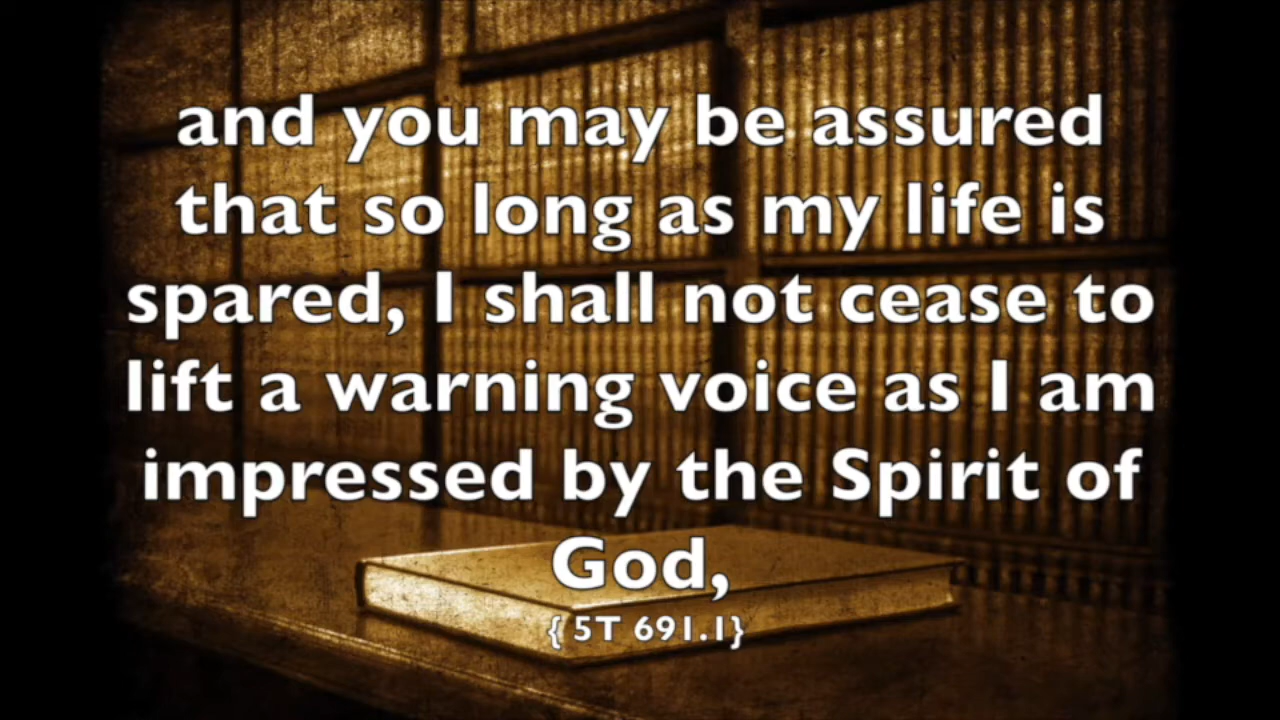 and you may be assured
that so long as my life is
spared, I shall not cease to
lift a warning voice as I am
impressed by the Spirit of
God,
{ 5T 691.1}